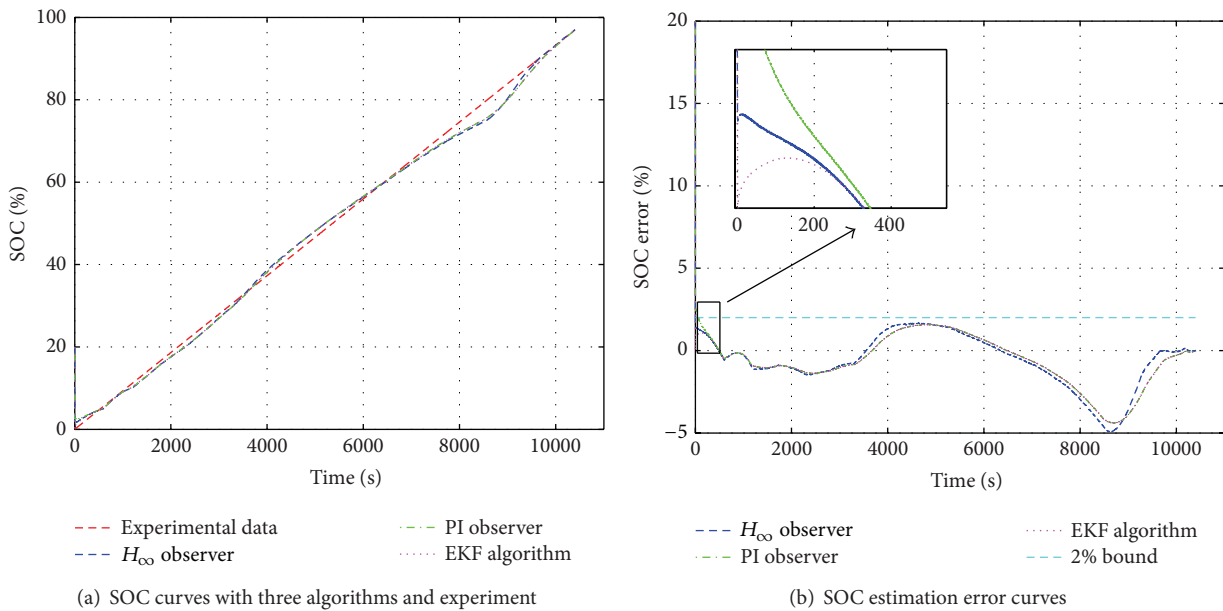 100
80
60
40
20
0
SOC (%)
0 2000 4000 6000 8000 10000
Time (s)
Experimental data
H∞ observer
PI observer
EKF algorithm
(a) SOC curves with three algorithms and experiment
20
15
10
5
0
−5
SOC error (%)
0 200 400
0 2000 4000 6000 8000 10000
Time (s)
H∞ observer
PI observer
EKF algorithm
2% bound
(b) SOC estimation error curves